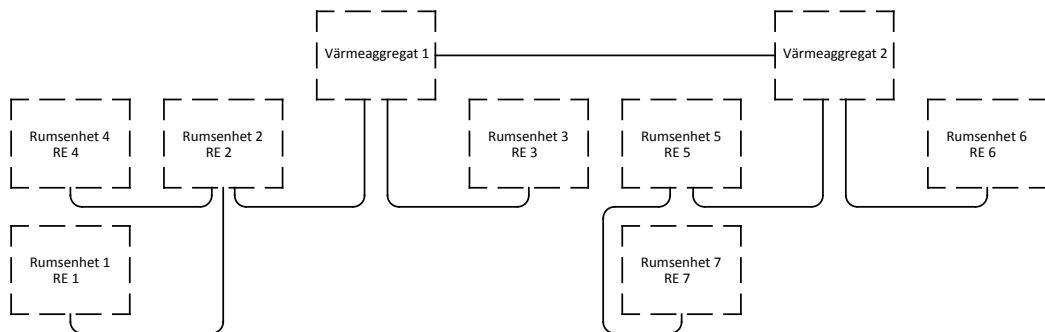 Värmeaggregat 1
Värmeaggregat 2
Rumsenhet 4
RE 4
Rumsenhet 2
RE 2
Rumsenhet 3
RE 3
Rumsenhet 5
RE 5
Rumsenhet 6
RE 6
Rumsenhet 1
RE 1
Rumsenhet 7
RE 7